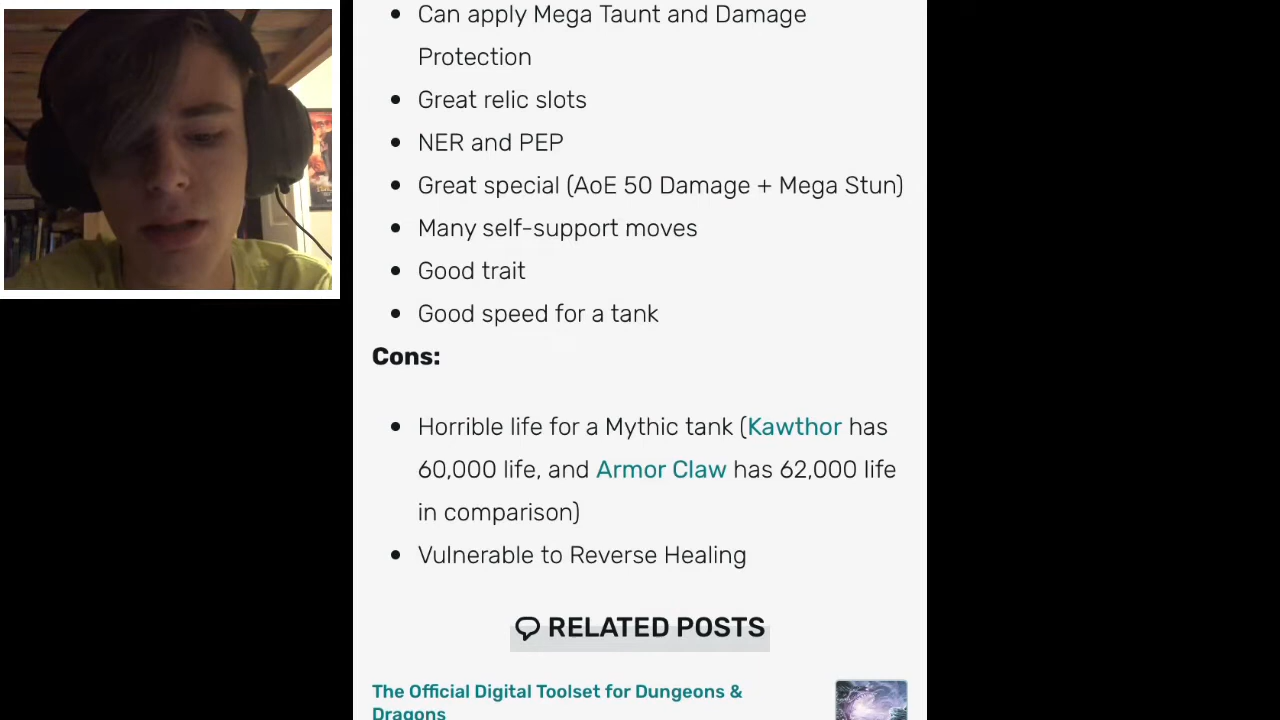 Can apply Mega Taunt and Damage
Protection
Great relic slots
NER and PEP
Great special (AoE 50 Damage + Mega Stun)
Many self-support moves
Good trait
Good speed for a tank
Cons:
Horrible life for a Mythic tank (Kawthor has
60,000 life, and Armor Claw has 62,000 life
in comparison)
Vulnerable to Reverse Healing
RELATED POSTS
The Official Digital Toolset for Dungeons &
Dragons